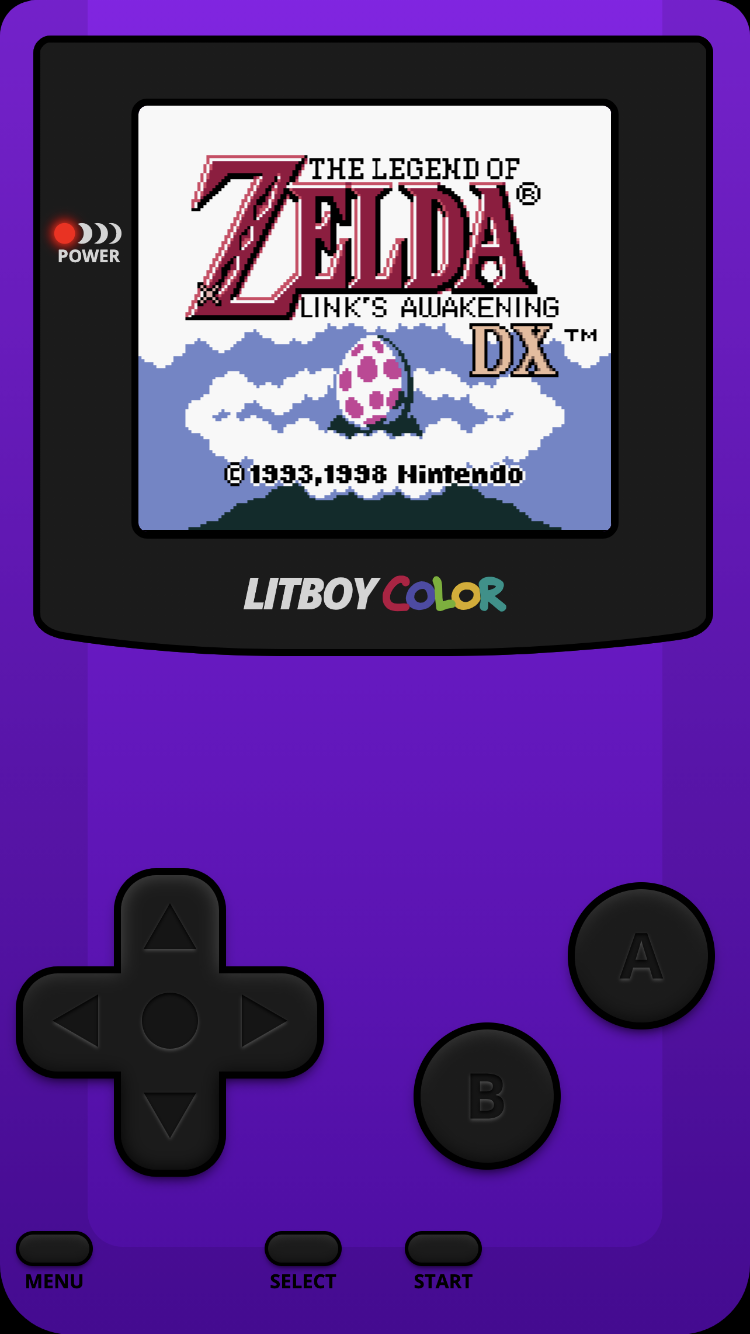 THE LEGEND OF
ZELDA®
LINK'S AWAKENING
DX™
POWER
©1993,1998 Nintendo
LITBOY COLOR
A
B
MENU
SELECT
START